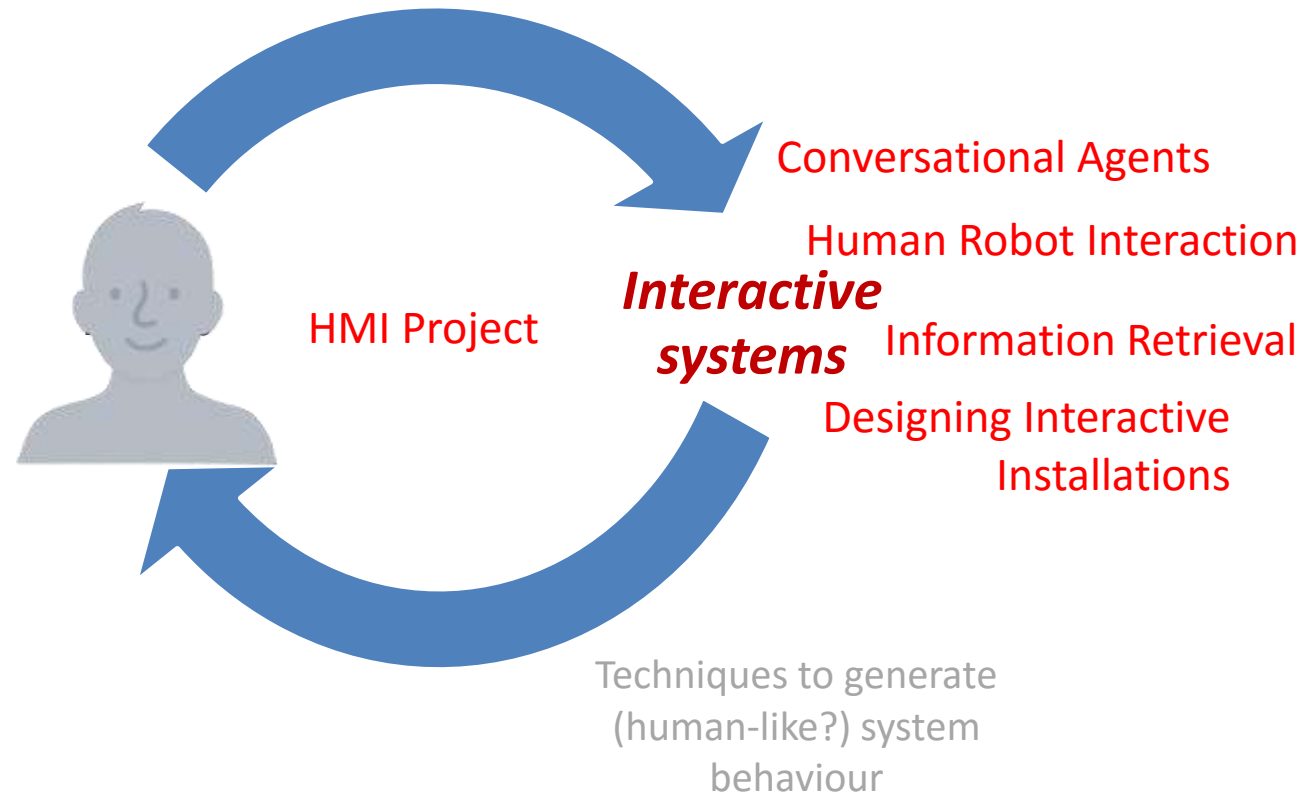 Conversational Agents
Human Robot Interaction
Interactive
systems
HMI Project
Information Retrieval
Designing Interactive
Installations
Techniques to generate
(human-like?) system
behaviour